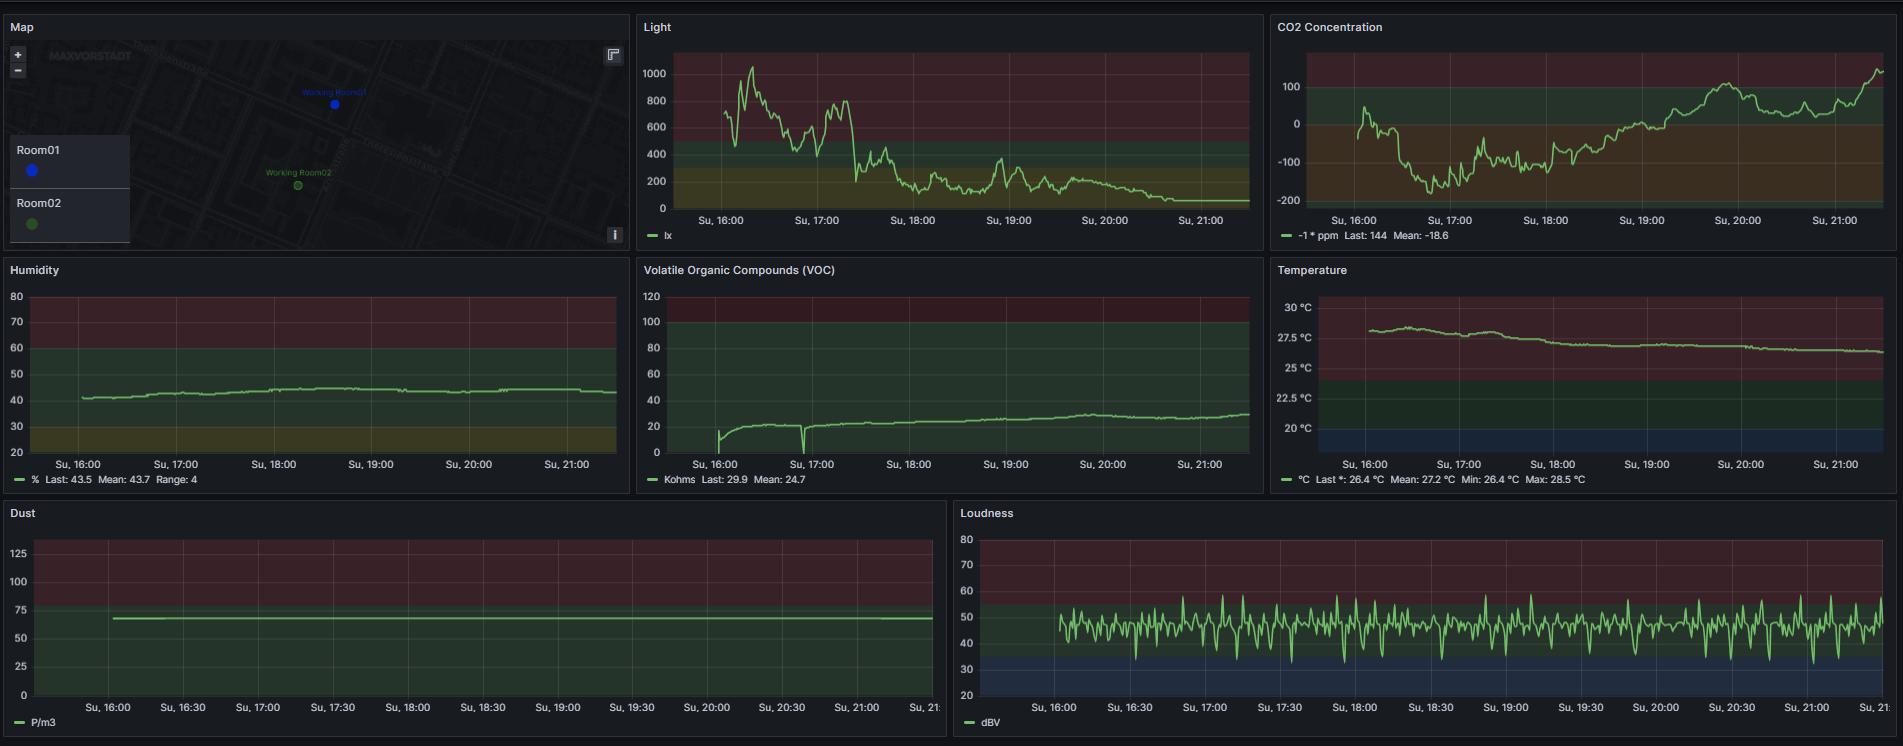 Map
+
−
MAXVORSTADT
Working Room01
Room01
Working Room02
Room02
i
Light
1000
800
600
400
200
0
Su, 16:00 Su, 17:00 Su, 18:00 Su, 19:00 Su, 20:00 Su, 21:00
lx
CO2 Concentration
100
0
-100
-200
Su, 16:00 Su, 17:00 Su, 18:00 Su, 19:00 Su, 20:00 Su, 21:00
-1 * ppm Last: 144 Mean: -18.6
Humidity
80
70
60
50
40
30
20
Su, 16:00 Su, 17:00 Su, 18:00 Su, 19:00 Su, 20:00 Su, 21:00
% Last: 43.5 Mean: 43.7 Range: 4
Volatile Organic Compounds (VOC)
120
100
80
60
40
20
0
Su, 16:00 Su, 17:00 Su, 18:00 Su, 19:00 Su, 20:00 Su, 21:00
Kohms Last: 29.9 Mean: 24.7
Temperature
30 °C
27.5 °C
25 °C
22.5 °C
20 °C
Su, 16:00 Su, 17:00 Su, 18:00 Su, 19:00 Su, 20:00 Su, 21:00
°C Last *: 26.4 °C Mean: 27.2 °C Min: 26.4 °C Max: 28.5 °C
Dust
125
100
75
50
25
0
Su, 16:00 Su, 16:30 Su, 17:00 Su, 17:30 Su, 18:00 Su, 18:30 Su, 19:00 Su, 19:30 Su, 20:00 Su, 20:30 Su, 21:00 Su, 21:
P/m3
Loudness
80
70
60
50
40
30
20
Su, 16:00 Su, 16:30 Su, 17:00 Su, 17:30 Su, 18:00 Su, 18:30 Su, 19:00 Su, 19:30 Su, 20:00 Su, 20:30 Su, 21:00 Su, 21:
dBV